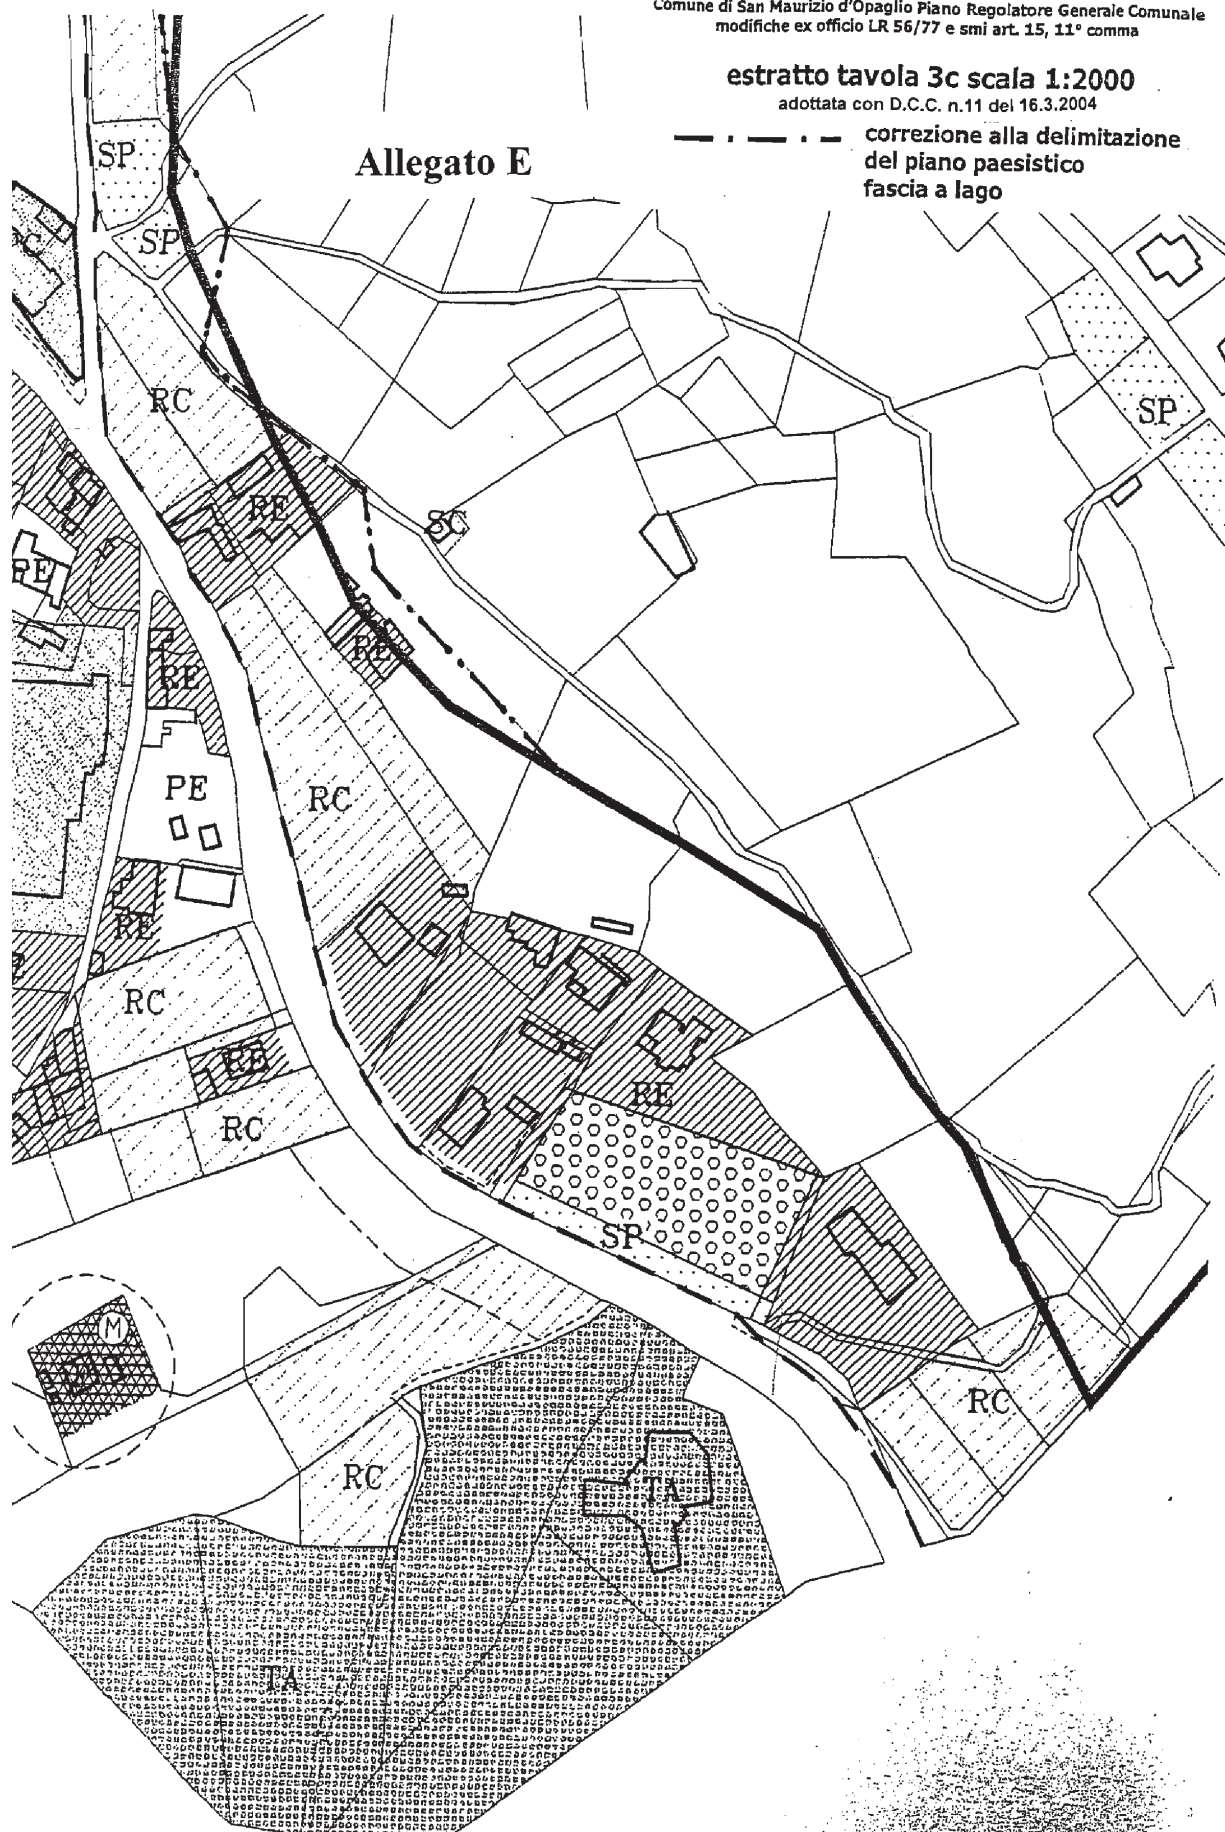 Comune di San Maurizio d'Opaglio Piano Regolatore Generale Comunale
modifiche ex officio LR 56/77 e smi art. 15, 11° comma
estratto tavola 3c scala 1:2000
adottata con D.C.C. n.11 del 16.3.2004
correzione alla delimitazione
del piano paesistico
fascia a lago
Allegato E
SP
SP
RC
SP
RE
SC
PE
RE
RE
PE
RC
RE
RC
RE
RE
RC
SP
M
RC
RC
TA
TA